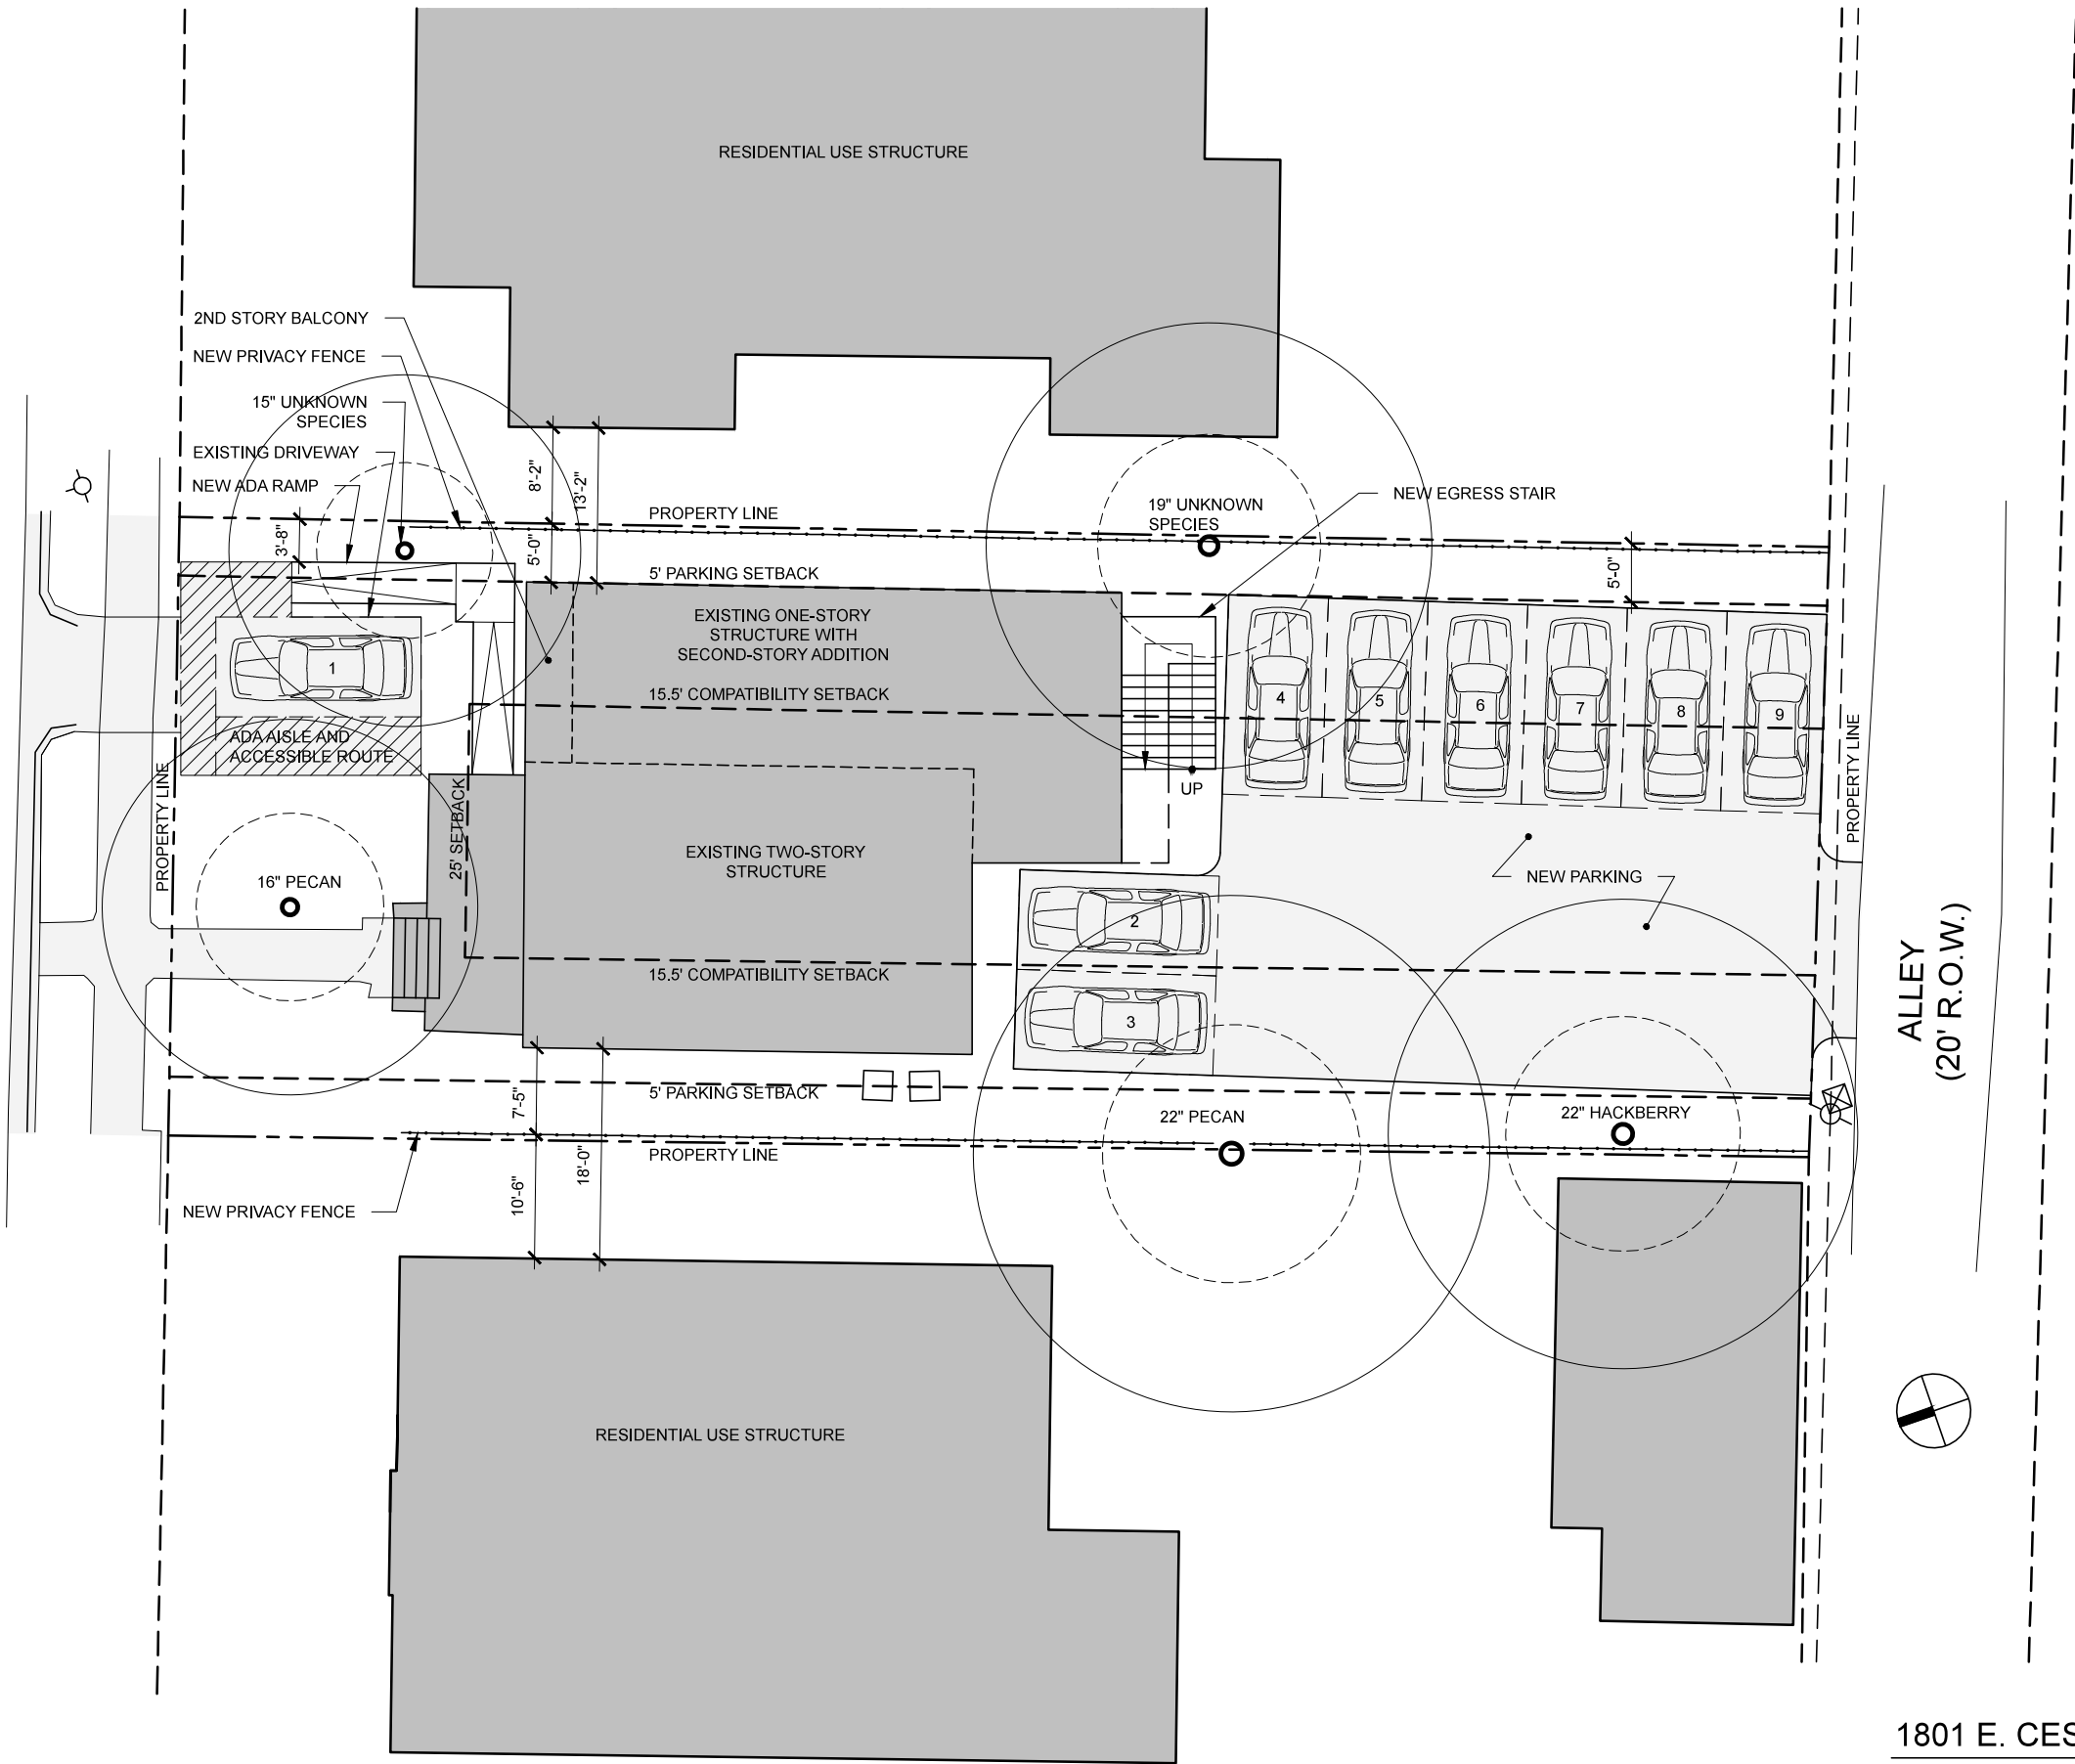 RESIDENTIAL USE STRUCTURE
2ND STORY BALCONY
NEW PRIVACY FENCE
15" UNKNOWN
SPECIES
EXISTING DRIVEWAY
NEW ADA RAMP
8'-2"
13'-2"
3'-8"
5'-0"
PROPERTY LINE
19" UNKNOWN
SPECIES
NEW EGRESS STAIR
5'-0"
5' PARKING SETBACK
EXISTING ONE-STORY
STRUCTURE WITH
SECOND-STORY ADDITION
15.5' COMPATIBILITY SETBACK
1
4
5
6
7
8
9
ADA AISLE AND
ACCESSIBLE ROUTE
PROPERTY LINE
25' SETBACK
UP
PROPERTY LINE
16" PECAN
EXISTING TWO-STORY
STRUCTURE
NEW PARKING
2
15.5' COMPATIBILITY SETBACK
3
ALLEY
(20' R.O.W.)
7'-5"
5' PARKING SETBACK
22" PECAN
22" HACKBERRY
PROPERTY LINE
10'-6"
18'-0"
NEW PRIVACY FENCE
RESIDENTIAL USE STRUCTURE
1801 E. CES